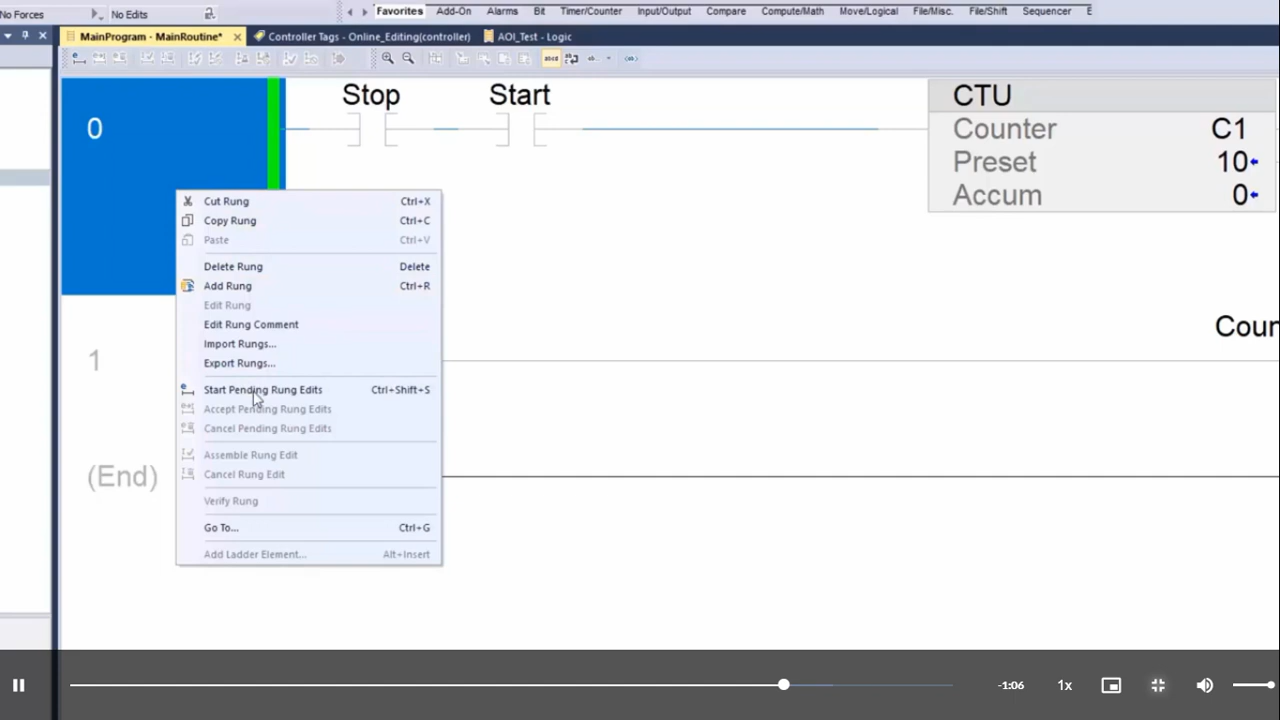 No Forces
No Edits
Favorites Add-On Alarms Bit Timer/Counter Input/Output Compare Compute/Math Move/Logical File/Misc. File/Shift Sequencer E
MainProgram - MainRoutine*
Controller Tags - Online_Editing(controller)
AOI_Test - Logic
abcd
Stop
Start
CTU
0
Counter C1
Preset 10
Accum 0
Cut Rung Ctrl+X
Copy Rung Ctrl+C
Paste Ctrl+V
Delete Rung Delete
Add Rung Ctrl+R
Edit Rung
Edit Rung Comment
Import Rungs...
Export Rungs...
Start Pending Rung Edits Ctrl+Shift+S
Accept Pending Rung Edits
Cancel Pending Rung Edits
Assemble Rung Edit
Cancel Rung Edit
Verify Rung
Go To... Ctrl+G
Add Ladder Element... Alt+Insert
Coun
1
(End)
-1:06
1x